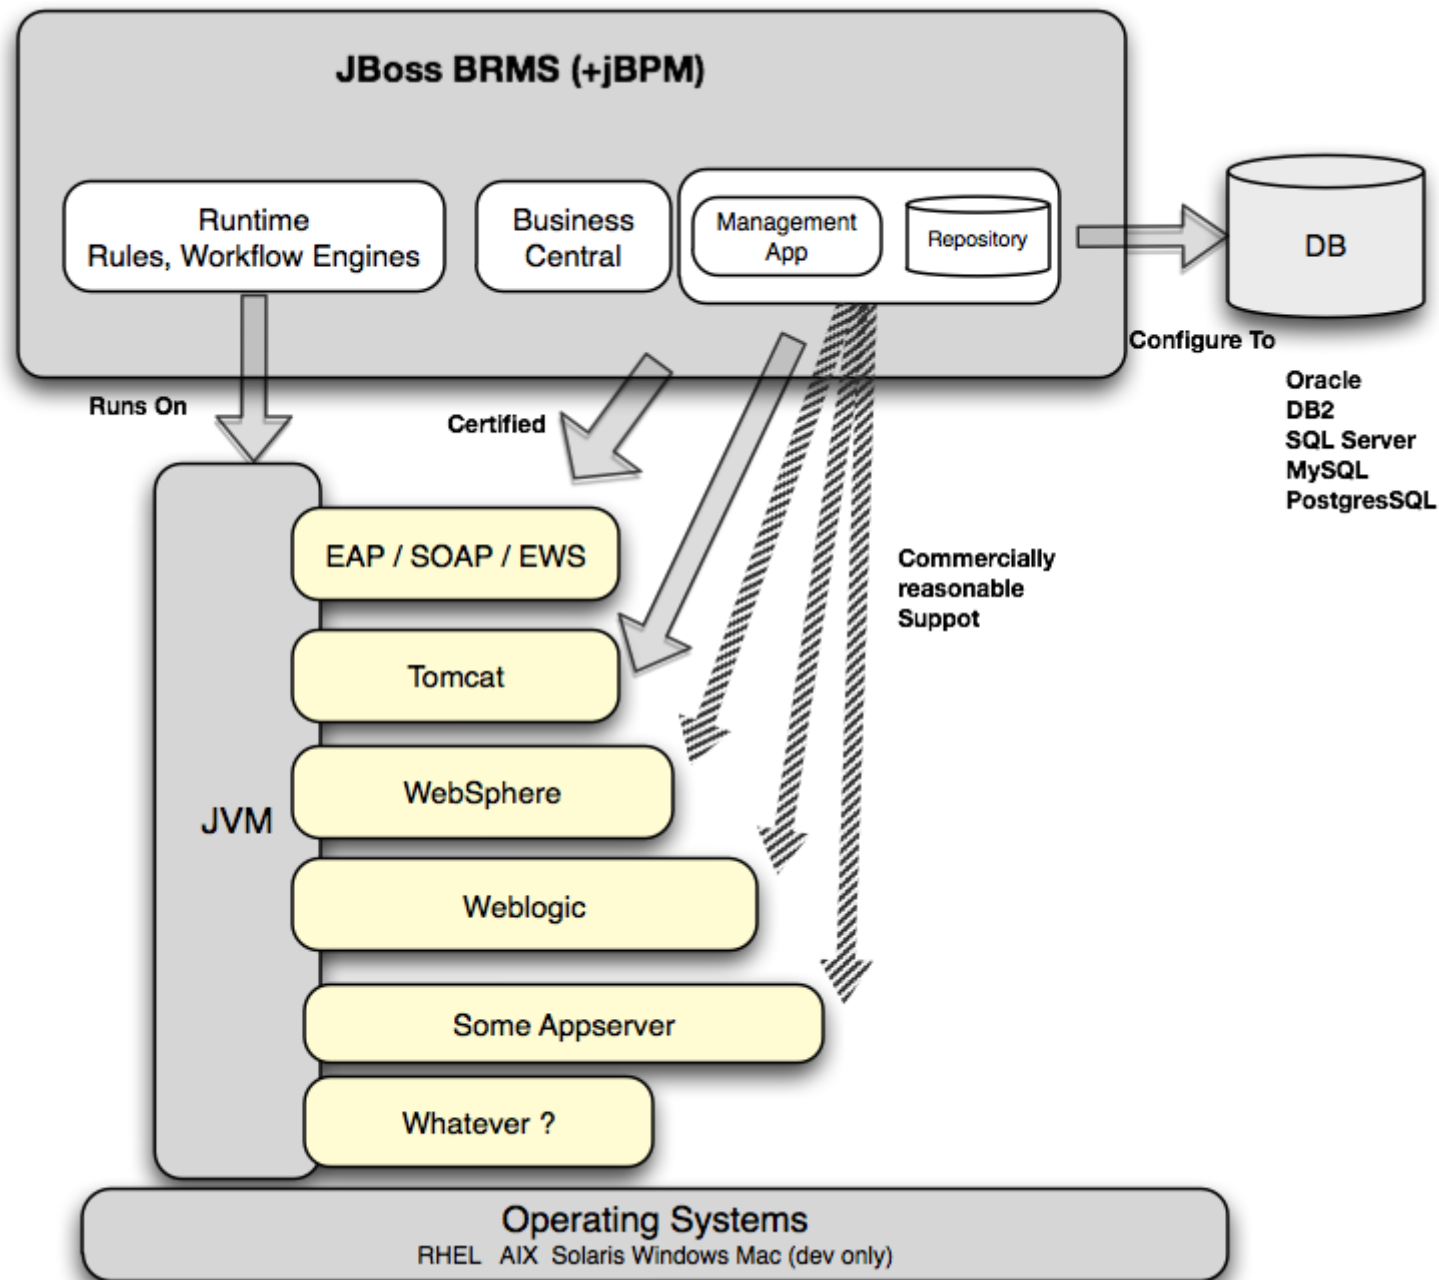 JBoss BRMS (+jBPM)
Runtime
Rules, Workflow Engines
Business
Central
Management
App
Repository
DB
Configure To
Oracle
DB2
SQL Server
MySQL
PostgresSQL
Runs On
Certified
Commercially
reasonable
Suppot
EAP / SOAP / EWS
Tomcat
WebSphere
JVM
Weblogic
Some Appserver
Whatever ?
Operating Systems
RHEL AIX Solaris Windows Mac (dev only)